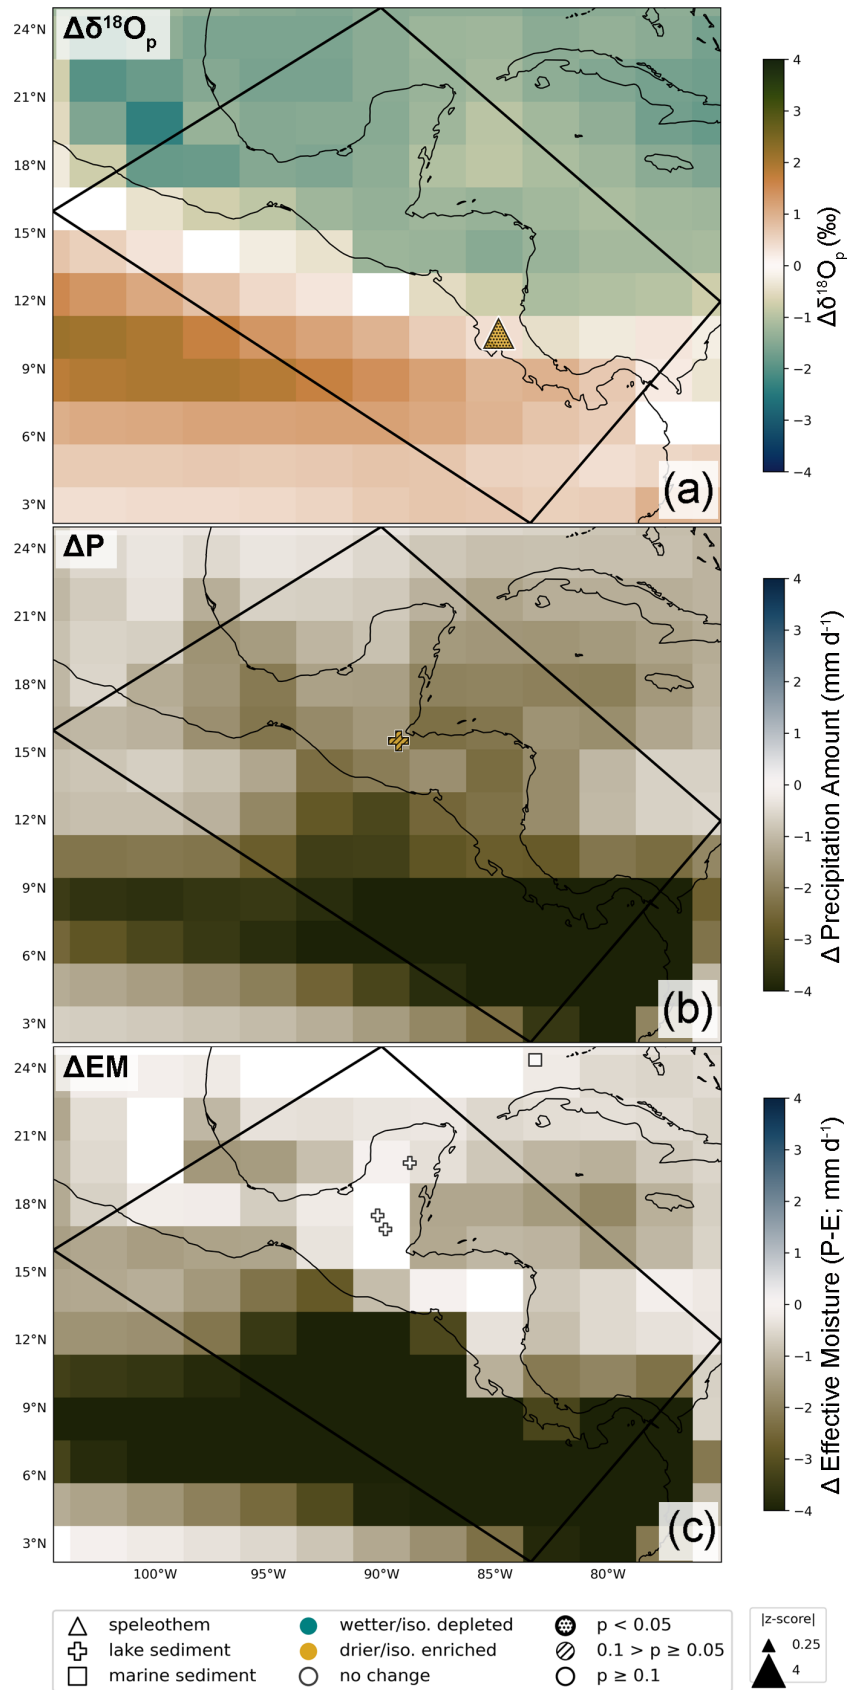 Δδ¹⁸Oₚ
24°N
21°N
18°N
15°N
12°N
9°N
6°N
3°N
(a)
4
3
2
1
0
−1
−2
−3
−4
Δδ¹⁸Oₚ (‰)
ΔP
24°N
21°N
18°N
15°N
12°N
9°N
6°N
3°N
(b)
4
3
2
1
0
−1
−2
−3
−4
Δ Precipitation Amount (mm d⁻¹)
ΔEM
24°N
21°N
18°N
15°N
12°N
9°N
6°N
3°N
(c)
100°W 95°W 90°W 85°W 80°W
4
3
2
1
0
−1
−2
−3
−4
Δ Effective Moisture (P-E; mm d⁻¹)
speleothem wetter/iso. depleted p < 0.05
lake sediment drier/iso. enriched 0.1 > p ≥ 0.05
marine sediment no change p ≥ 0.1
|z-score|
0.25
4